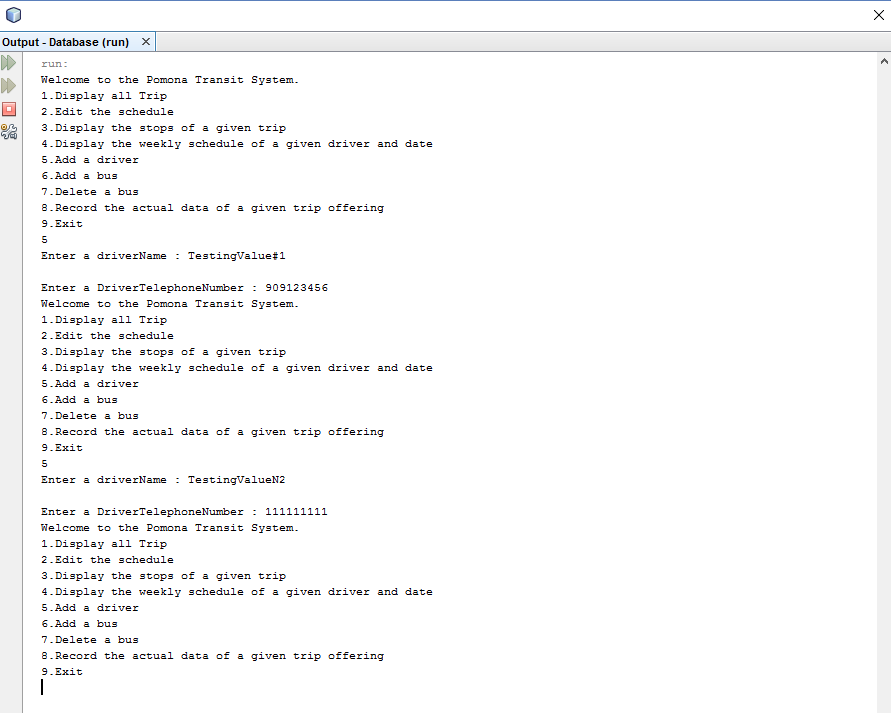 Output - Database (run)
run:
Welcome to the Pomona Transit System.
1.Display all Trip
2.Edit the schedule
3.Display the stops of a given trip
4.Display the weekly schedule of a given driver and date
5.Add a driver
6.Add a bus
7.Delete a bus
8.Record the actual data of a given trip offering
9.Exit
5
Enter a driverName : TestingValue#1
Enter a DriverTelephoneNumber : 909123456
Welcome to the Pomona Transit System.
1.Display all Trip
2.Edit the schedule
3.Display the stops of a given trip
4.Display the weekly schedule of a given driver and date
5.Add a driver
6.Add a bus
7.Delete a bus
8.Record the actual data of a given trip offering
9.Exit
5
Enter a driverName : TestingValueN2
Enter a DriverTelephoneNumber : 111111111
Welcome to the Pomona Transit System.
1.Display all Trip
2.Edit the schedule
3.Display the stops of a given trip
4.Display the weekly schedule of a given driver and date
5.Add a driver
6.Add a bus
7.Delete a bus
8.Record the actual data of a given trip offering
9.Exit